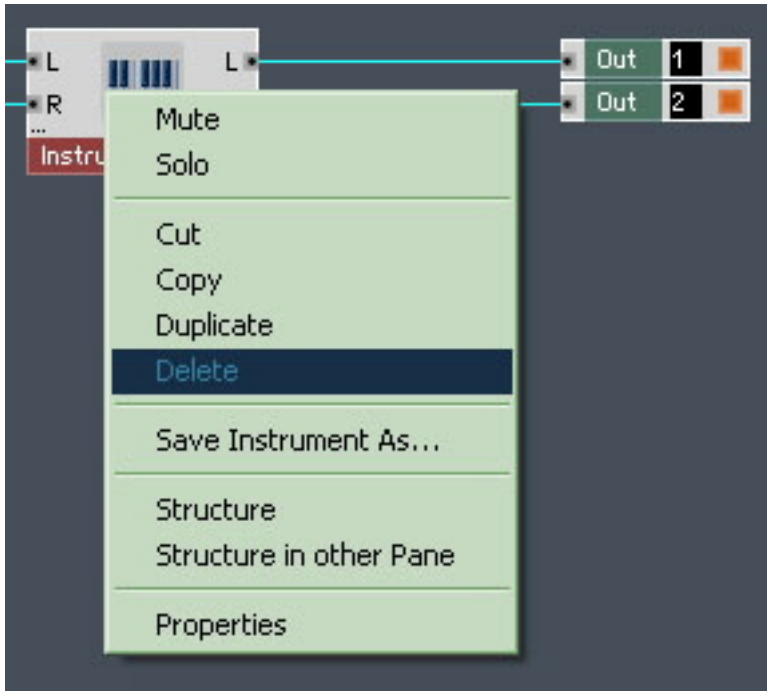 L L Out 1
R Out 2
...
Instru
Mute
Solo
Cut
Copy
Duplicate
Delete
Save Instrument As...
Structure
Structure in other Pane
Properties